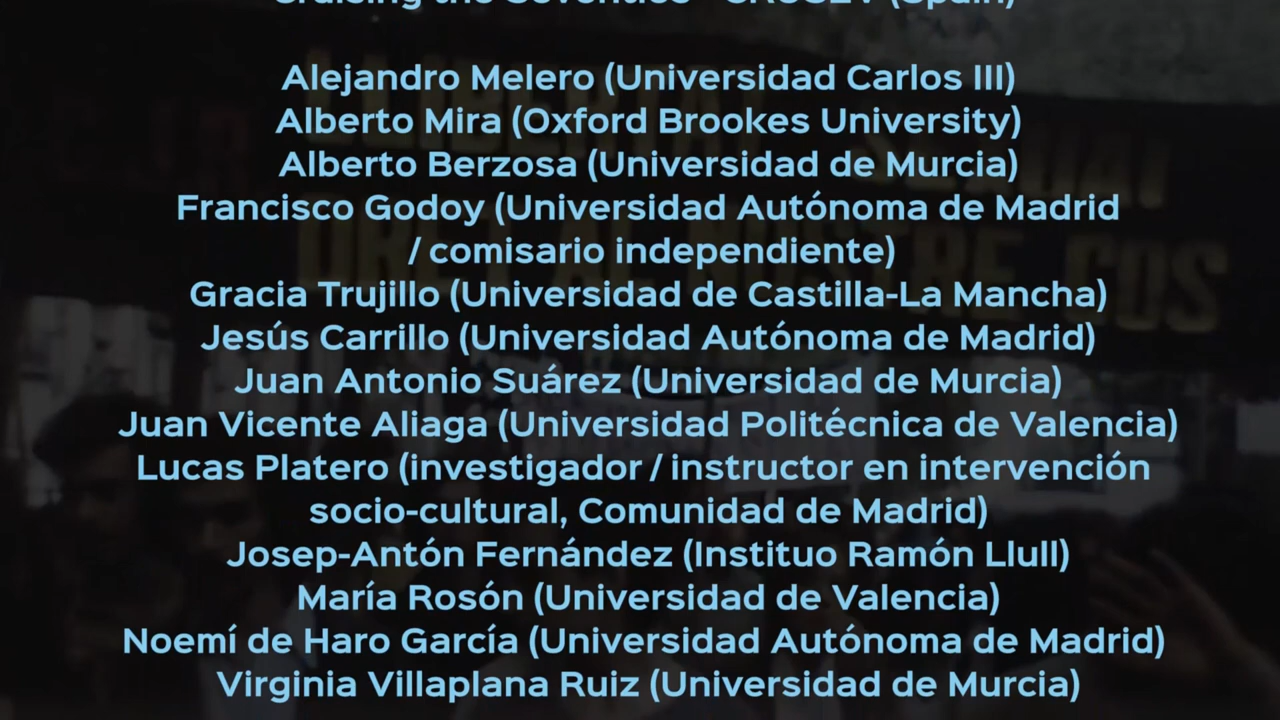 Alejandro Melero (Universidad Carlos III)
Alberto Mira (Oxford Brookes University)
Alberto Berzosa (Universidad de Murcia)
Francisco Godoy (Universidad Autónoma de Madrid
/ comisario independiente)
Gracia Trujillo (Universidad de Castilla-La Mancha)
Jesús Carrillo (Universidad Autónoma de Madrid)
Juan Antonio Suárez (Universidad de Murcia)
Juan Vicente Aliaga (Universidad Politécnica de Valencia)
Lucas Platero (investigador / instructor en intervención
socio-cultural, Comunidad de Madrid)
Josep-Antón Fernández (Instituo Ramón Llull)
María Rosón (Universidad de Valencia)
Noemí de Haro García (Universidad Autónoma de Madrid)
Virginia Villaplana Ruiz (Universidad de Murcia)